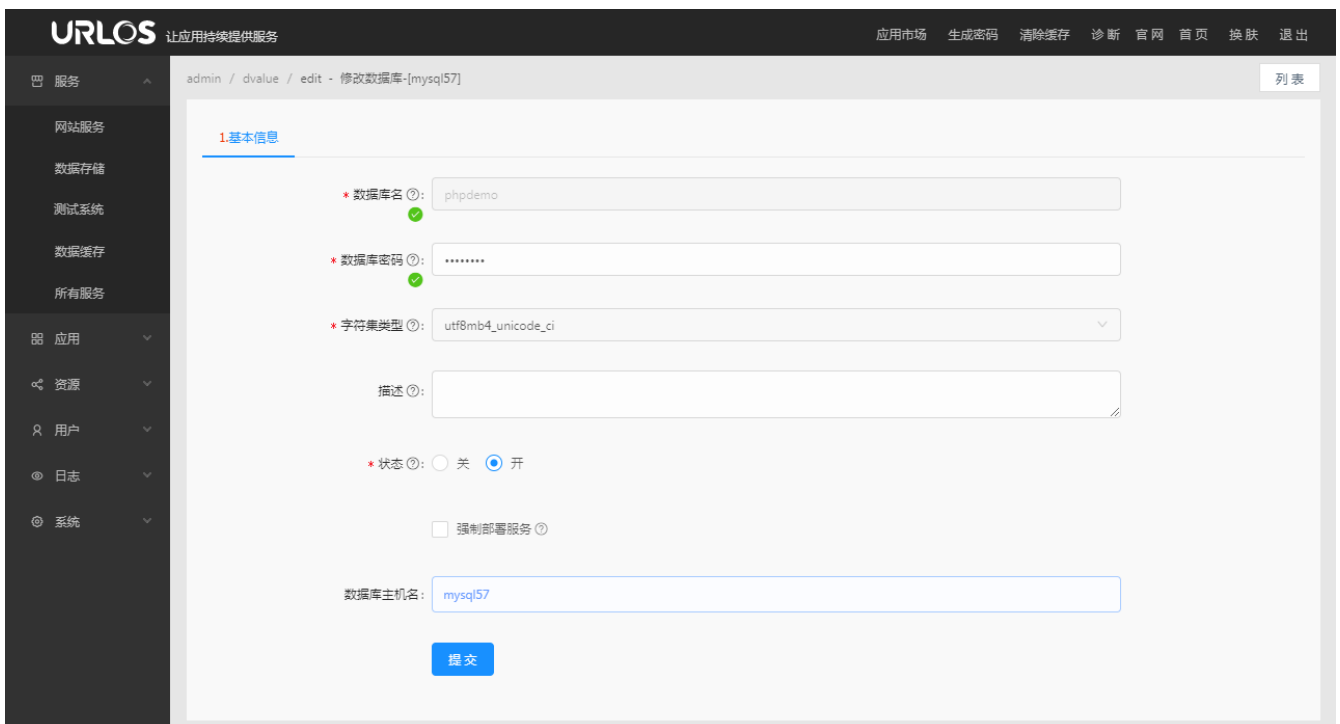 URLOS 让应用持续提供服务 应用市场 生成密码 清除缓存 诊断 官网 首页 换肤 退出
服务
admin / dvalue / edit - 修改数据库-[mysql57] 列表
网站服务
数据存储
测试系统
数据缓存
所有服务
应用
资源
用户
日志
系统
1.基本信息
* 数据库名 ?: phpdemo
* 数据库密码 ?: ••••••••
* 字符集类型 ?: utf8mb4_unicode_ci
描述 ?:
* 状态 ?: 关 开
强制部署服务 ?
数据库主机名: mysql57
提交